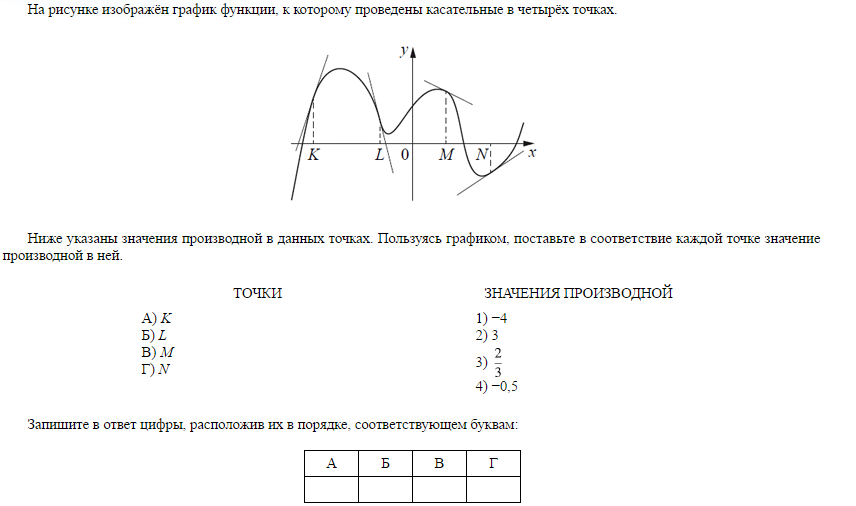 На рисунке изображён график функции, к которому проведены касательные в четырёх точках.
y
K L 0 M N x
Ниже указаны значения производной в данных точках. Пользуясь графиком, поставьте в соответствие каждой точке значение
производной в ней.
ТОЧКИ ЗНАЧЕНИЯ ПРОИЗВОДНОЙ
А) K 1) −4
Б) L 2) 3
В) M 3) 2/3
Г) N 4) −0,5
Запишите в ответ цифры, расположив их в порядке, соответствующем буквам:
А Б В Г